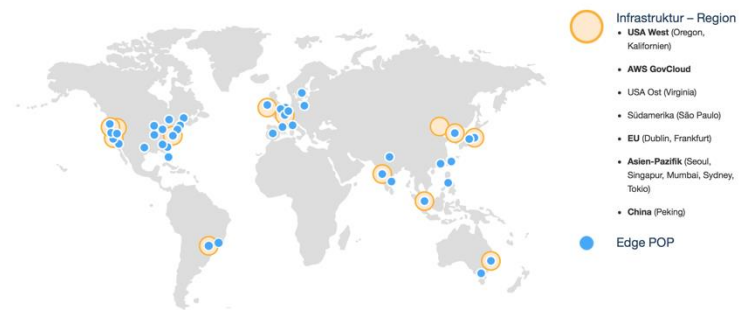 Infrastruktur – Region
• USA West (Oregon,
Kalifornien)
• AWS GovCloud
• USA Ost (Virginia)
• Südamerika (São Paulo)
• EU (Dublin, Frankfurt)
• Asien-Pazifik (Seoul,
Singapur, Mumbai, Sydney,
Tokio)
• China (Peking)
Edge POP